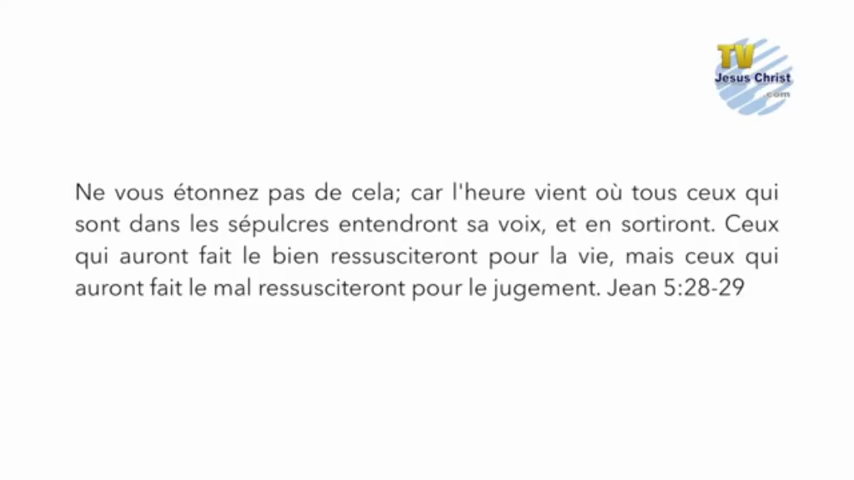 TV
Jesus Christ
.com
Ne vous étonnez pas de cela; car l'heure vient où tous ceux qui
sont dans les sépulcres entendront sa voix, et en sortiront. Ceux
qui auront fait le bien ressusciteront pour la vie, mais ceux qui
auront fait le mal ressusciteront pour le jugement. Jean 5:28-29